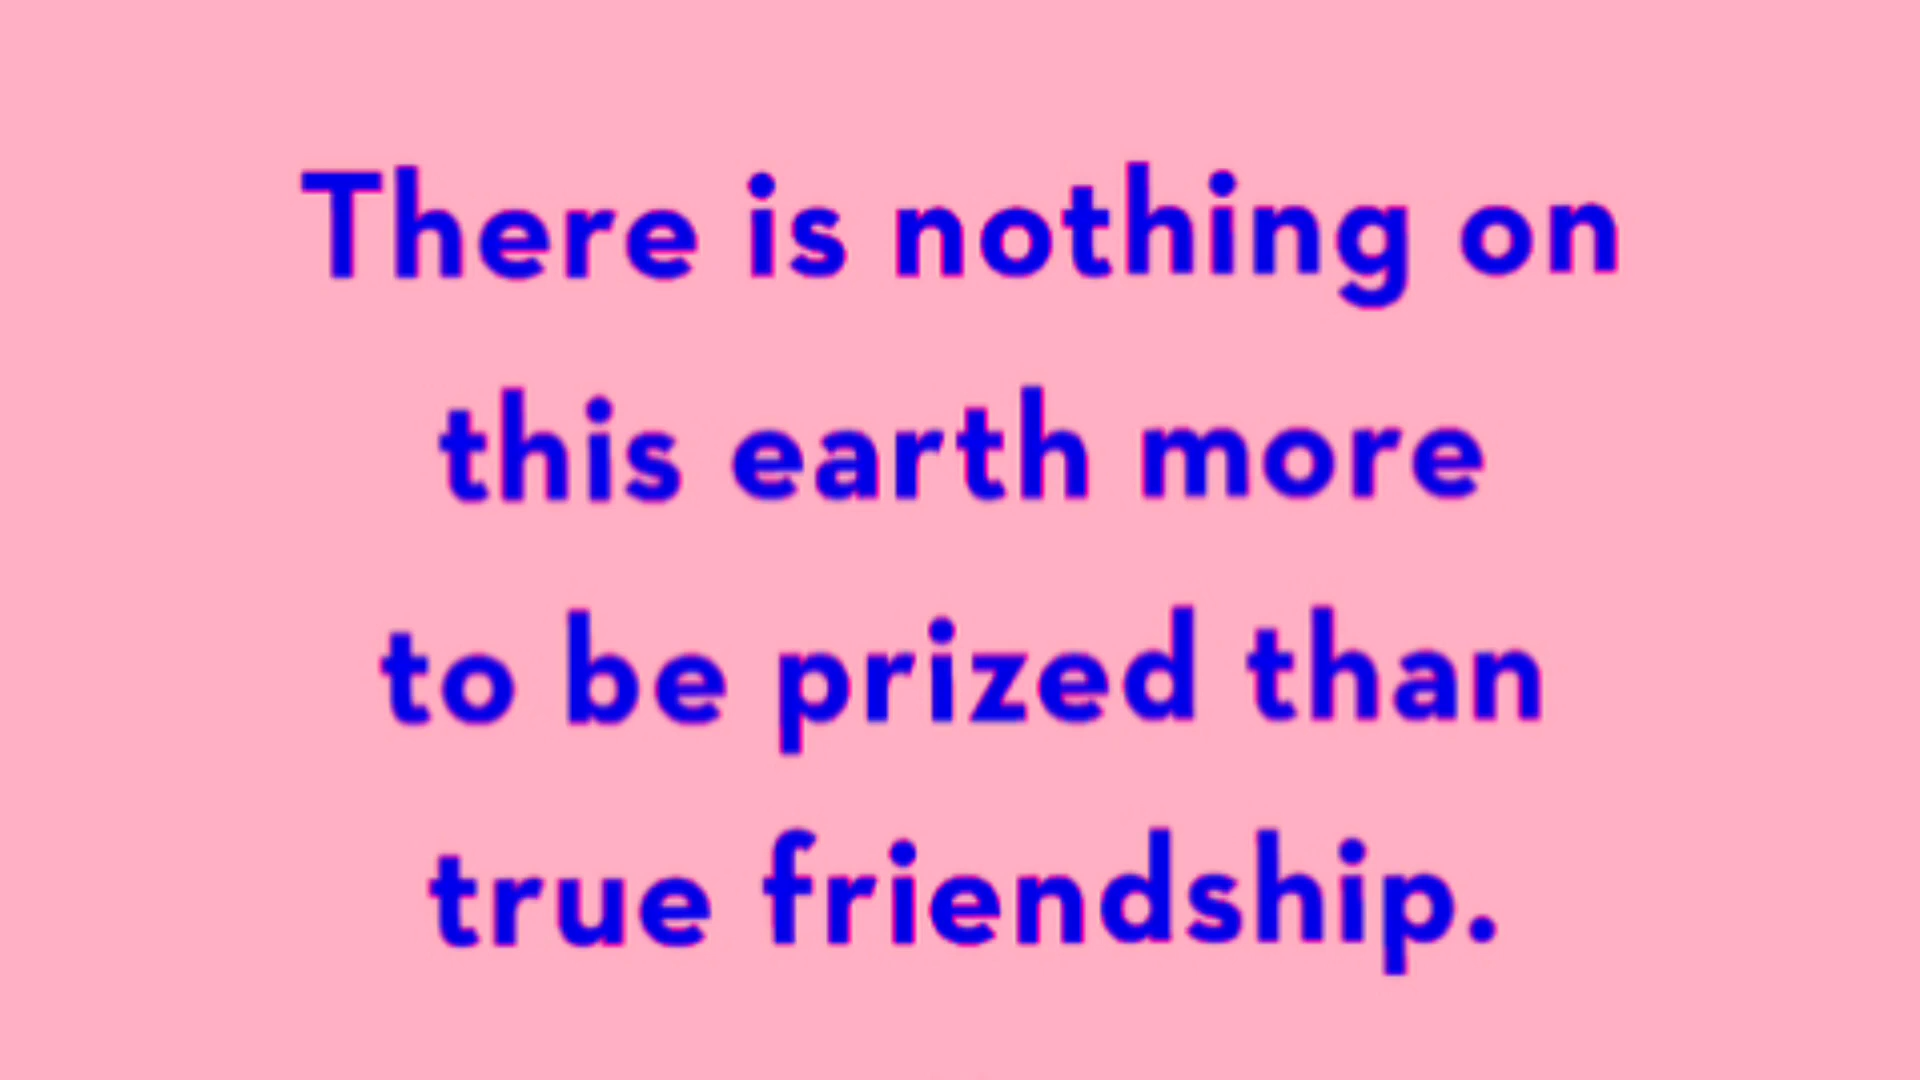 There is nothing on
this earth more
to be prized than
true friendship.